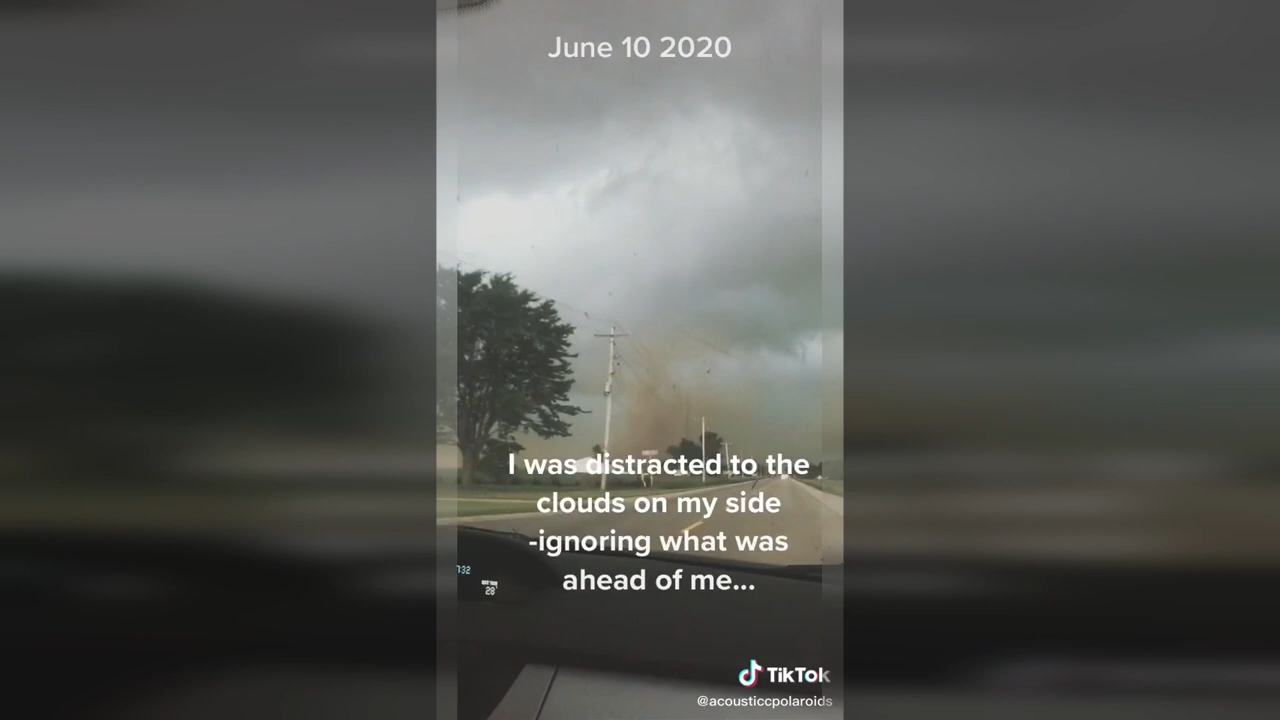 June 10 2020
I was distracted to the
clouds on my side
-ignoring what was
ahead of me...
28°
TikTok
@acousticcpolaroids